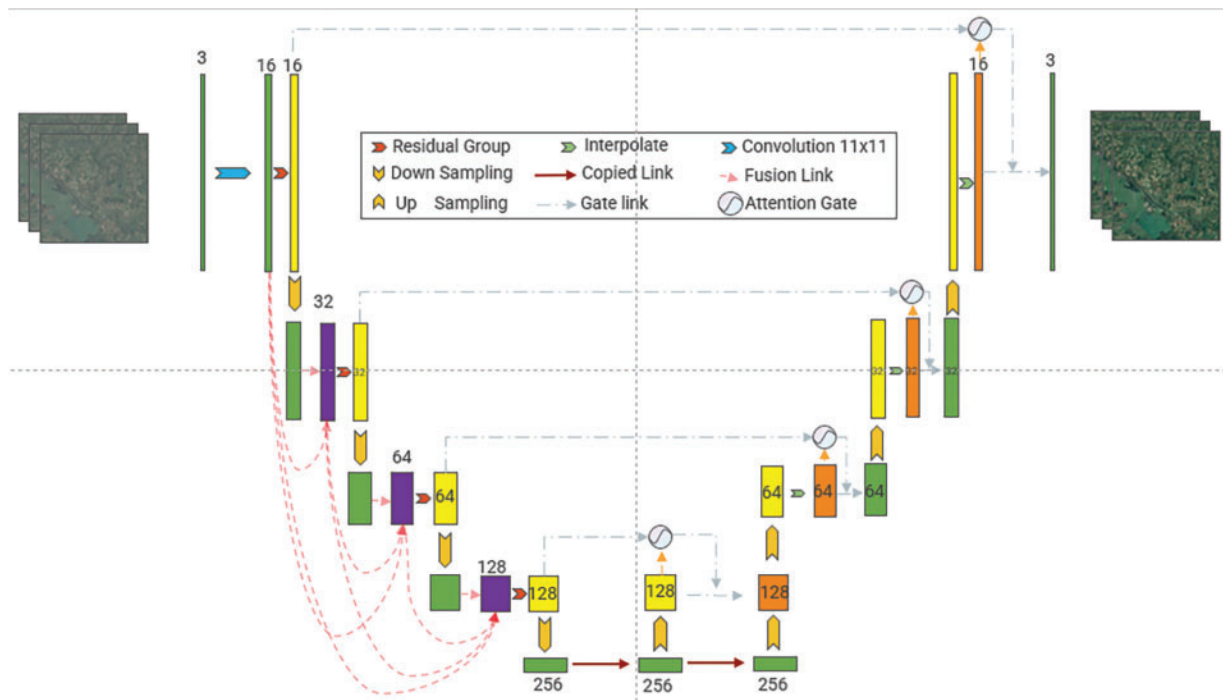 3
16 16
16
3
Residual Group
Interpolate
Convolution 11x11
Down Sampling
Copied Link
Fusion Link
Up Sampling
Gate link
Attention Gate
32
32
32
32
32
64
64
64
64
64
128
128
128
128
256
256
256